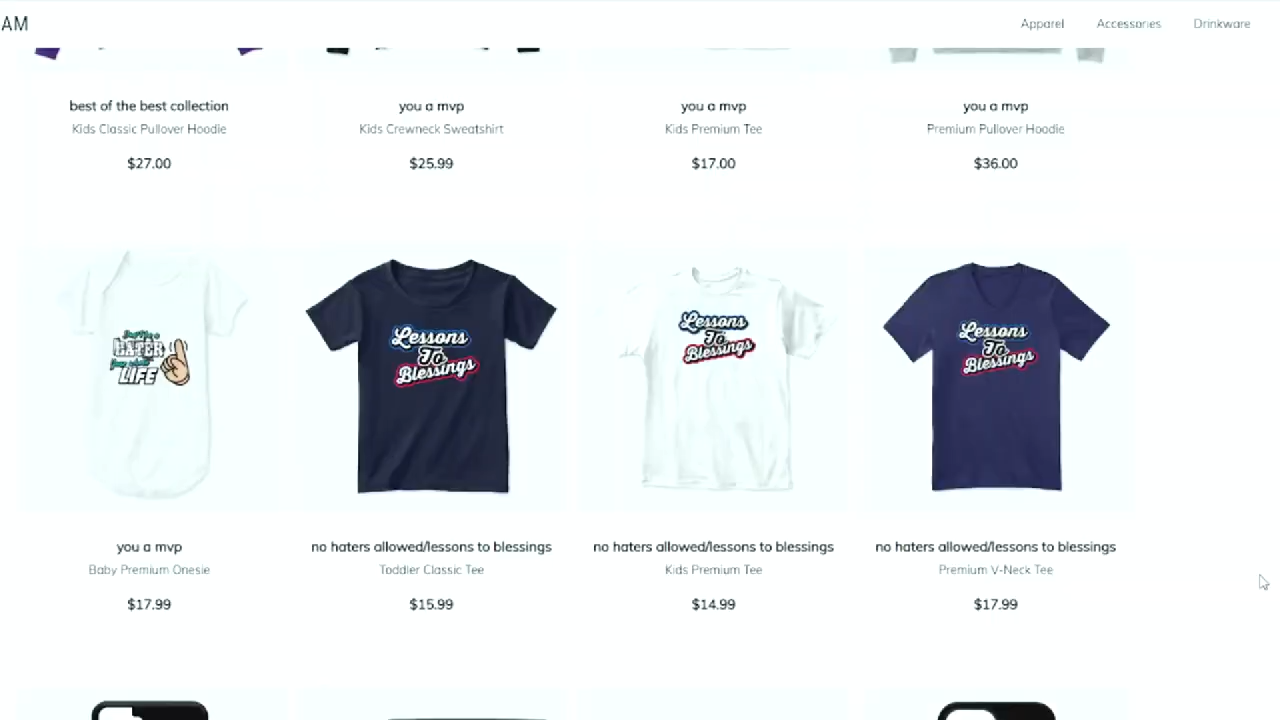 AM
Apparel
Accessories
Drinkware
best of the best collection
Kids Classic Pullover Hoodie
$27.00
you a mvp
Kids Crewneck Sweatshirt
$25.99
you a mvp
Kids Premium Tee
$17.00
you a mvp
Premium Pullover Hoodie
$36.00
HATER
LIFE
you a mvp
Baby Premium Onesie
$17.99
Lessons
To
Blessings
no haters allowed/lessons to blessings
Toddler Classic Tee
$15.99
Lessons
To
Blessings
no haters allowed/lessons to blessings
Kids Premium Tee
$14.99
Lessons
To
Blessings
no haters allowed/lessons to blessings
Premium V-Neck Tee
$17.99